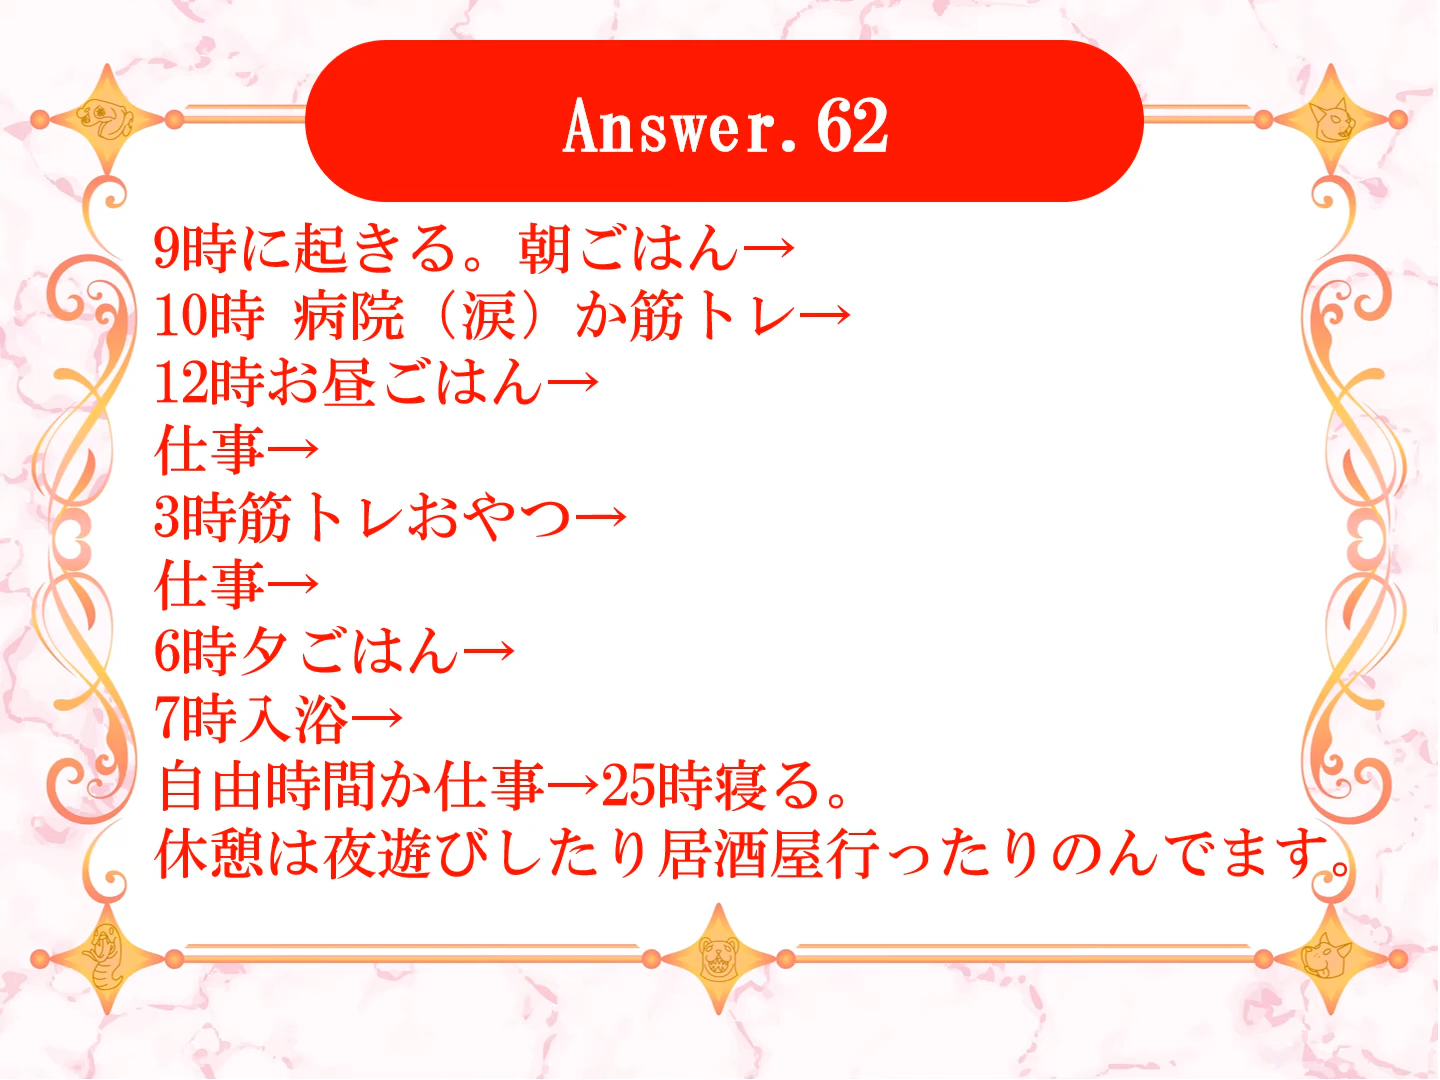 Answer.62
9時に起きる。朝ごはん→
10時 病院（涙）か筋トレ→
12時お昼ごはん→
仕事→
3時筋トレおやつ→
仕事→
6時夕ごはん→
7時入浴→
自由時間か仕事→25時寝る。
休憩は夜遊びしたり居酒屋行ったりのんでます。